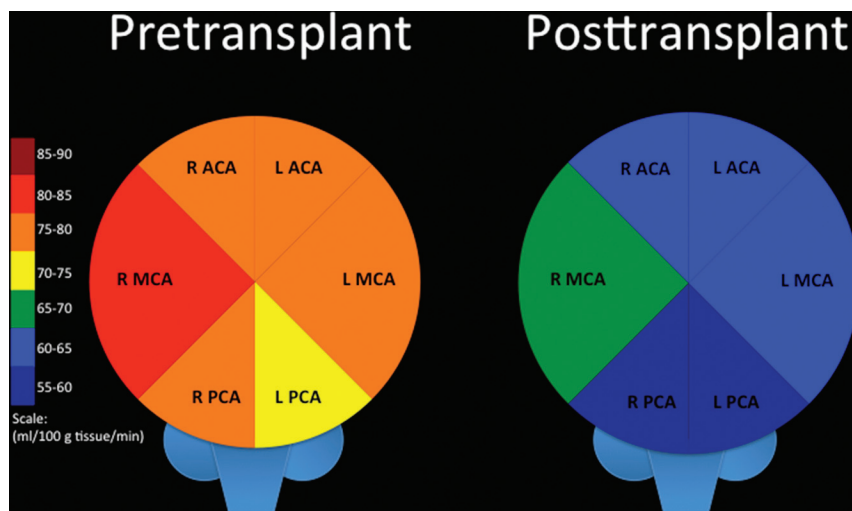 Pretransplant
Posttransplant
85-90
80-85
75-80
70-75
65-70
60-65
55-60
Scale:
(ml/100 g tissue/min)
R ACA
L ACA
R MCA
L MCA
R PCA
L PCA
R ACA
L ACA
R MCA
L MCA
R PCA
L PCA